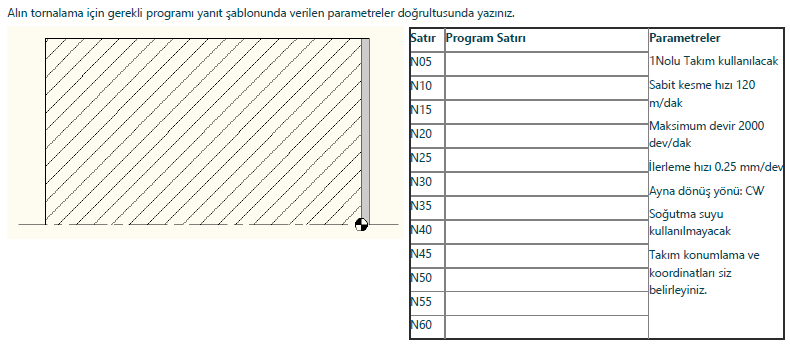 Alın tornalama için gerekli programı yanıt şablonunda verilen parametreler doğrultusunda yazınız.
Satır Program Satırı Parametreler
N05
N10
N15
N20
N25
N30
N35
N40
N45
N50
N55
N60
1Nolu Takım kullanılacak
Sabit kesme hızı 120
m/dak
Maksimum devir 2000
dev/dak
İlerleme hızı 0.25 mm/dev
Ayna dönüş yönü: CW
Soğutma suyu
kullanılmayacak
Takım konumlama ve
koordinatları siz
belirleyiniz.